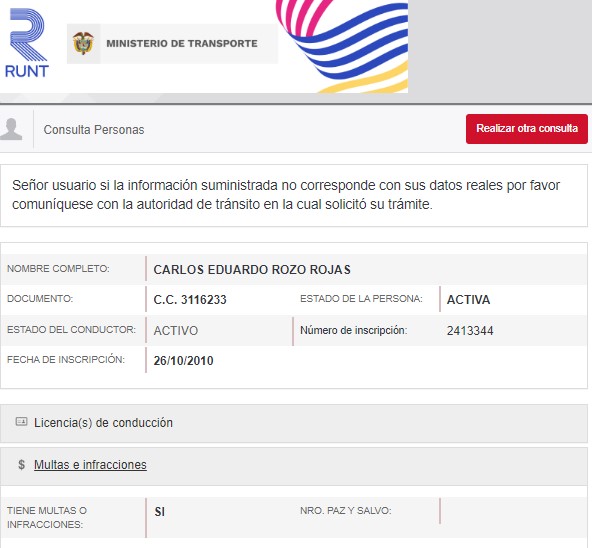 RUNT
MINISTERIO DE TRANSPORTE
Consulta Personas
Realizar otra consulta
Señor usuario si la información suministrada no corresponde con sus datos reales por favor
comuníquese con la autoridad de tránsito en la cual solicitó su trámite.
NOMBRE COMPLETO: CARLOS EDUARDO ROZO ROJAS
DOCUMENTO: C.C. 3116233 ESTADO DE LA PERSONA: ACTIVA
ESTADO DEL CONDUCTOR: ACTIVO Número de inscripción: 2413344
FECHA DE INSCRIPCIÓN: 26/10/2010
Licencia(s) de conducción
$ Multas e infracciones
TIENE MULTAS O
INFRACCIONES: SI NRO. PAZ Y SALVO: